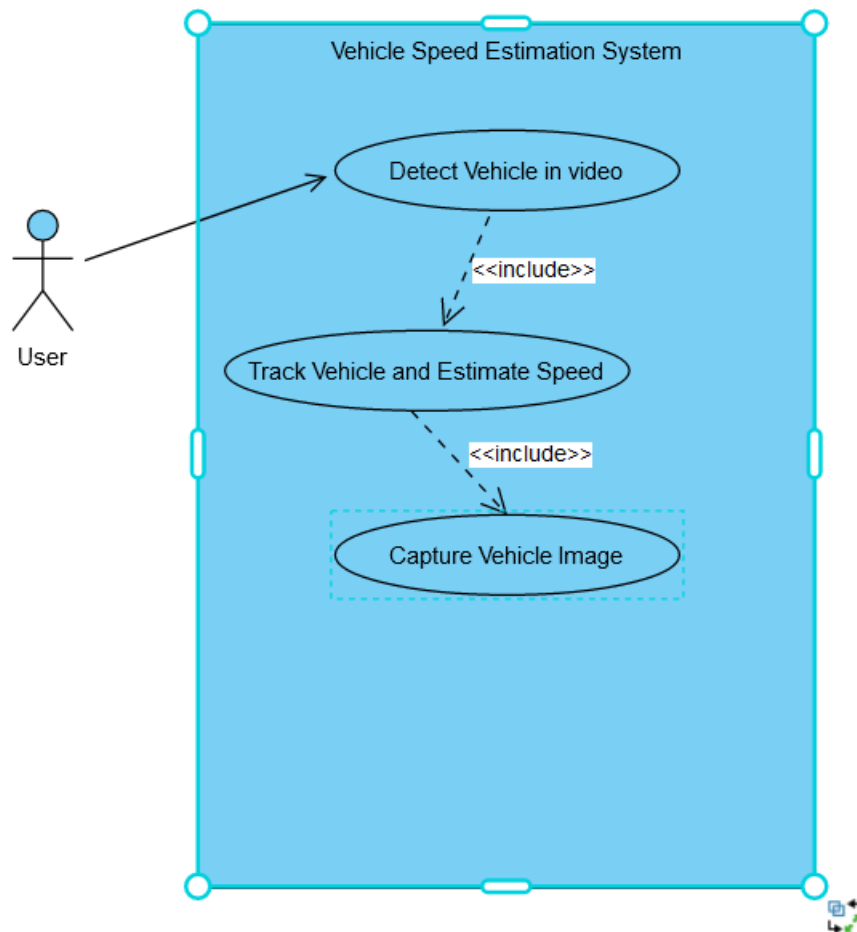 Vehicle Speed Estimation System
Detect Vehicle in video
<<include>>
User
Track Vehicle and Estimate Speed
<<include>>
Capture Vehicle Image